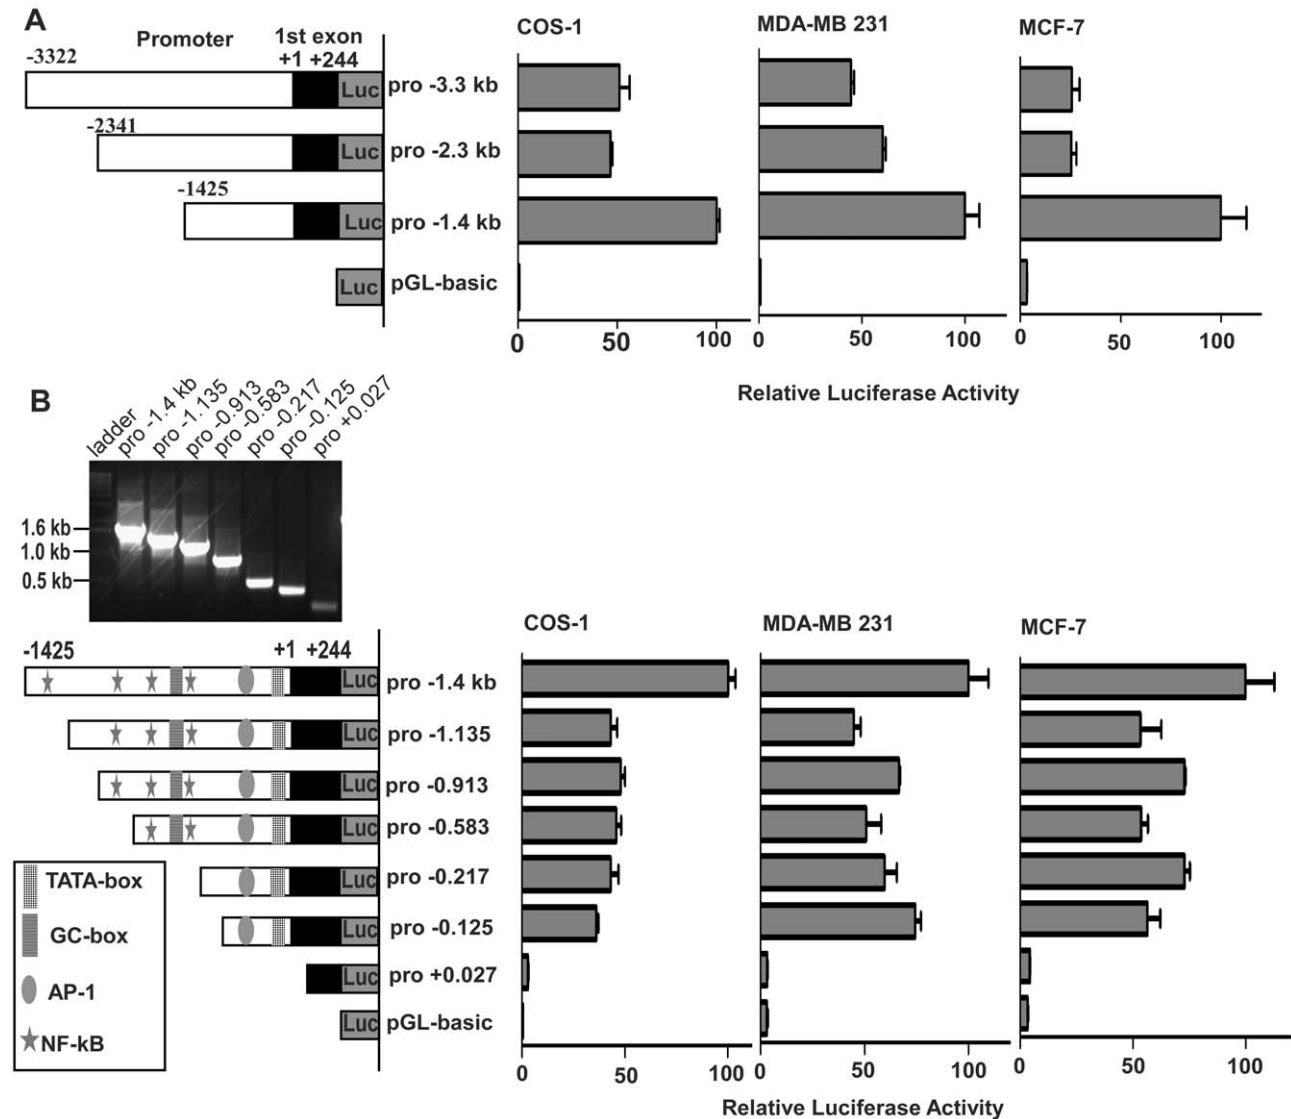 A
Promoter
1st exon
-3322
+1 +244
Luc
pro -3.3 kb
-2341
Luc
pro -2.3 kb
-1425
Luc
pro -1.4 kb
Luc
pGL-basic
COS-1
0
50
100
MDA-MB 231
0
50
100
MCF-7
0
50
100
Relative Luciferase Activity
B
ladder
pro -1.4 kb
pro -1.135
pro -0.913
pro -0.583
pro -0.217
pro -0.125
pro +0.027
1.6 kb
1.0 kb
0.5 kb
-1425
+1 +244
Luc
pro -1.4 kb
Luc
pro -1.135
Luc
pro -0.913
Luc
pro -0.583
Luc
pro -0.217
Luc
pro -0.125
Luc
pro +0.027
Luc
pGL-basic
TATA-box
GC-box
AP-1
NF-kB
COS-1
0
50
100
MDA-MB 231
0
50
100
MCF-7
0
50
100
Relative Luciferase Activity